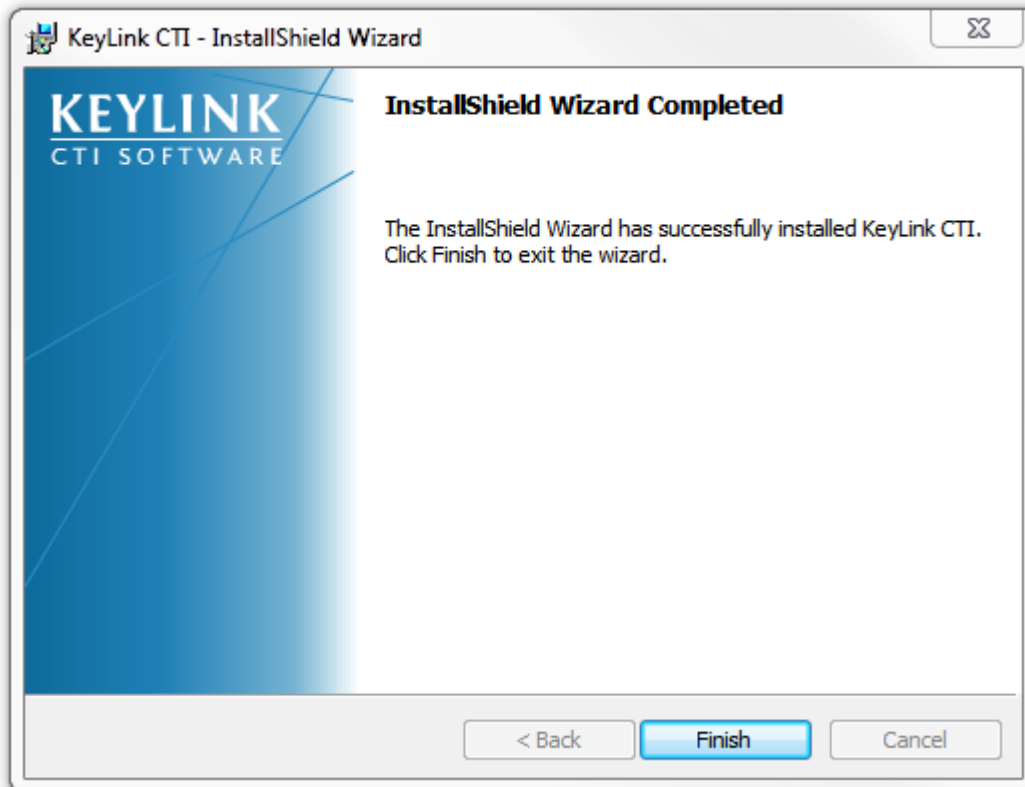 KeyLink CTI - InstallShield Wizard
KEYLINK
CTI SOFTWARE
InstallShield Wizard Completed
The InstallShield Wizard has successfully installed KeyLink CTI.
Click Finish to exit the wizard.
< Back
Finish
Cancel